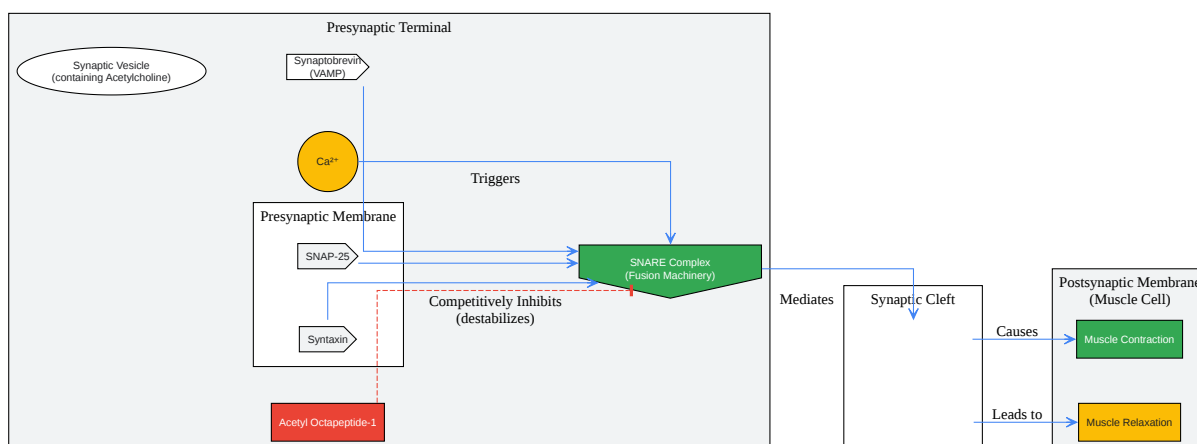 Presynaptic Terminal
Synaptic Vesicle
(containing Acetylcholine)
Synaptobrevin
(VAMP)
Ca²⁺
Triggers
Presynaptic Membrane
SNAP-25
SNARE Complex
(Fusion Machinery)
Competitively Inhibits
(destabilizes)
Syntaxin
Acetyl Octapeptide-1
Mediates
Synaptic Cleft
Postsynaptic Membrane
(Muscle Cell)
Causes
Muscle Contraction
Leads to
Muscle Relaxation